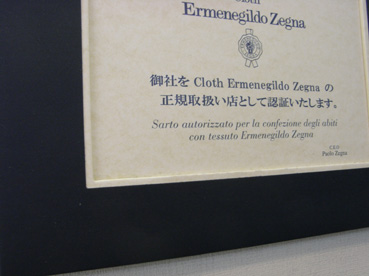 Cloth
Ermenegildo Zegna
御社を Cloth Ermenegildo Zegna の
正規取扱い店として認証いたします。
Sarto autorizzato per la confezione degli abiti
con tessuto Ermenegildo Zegna
CEO
Paolo Zegna